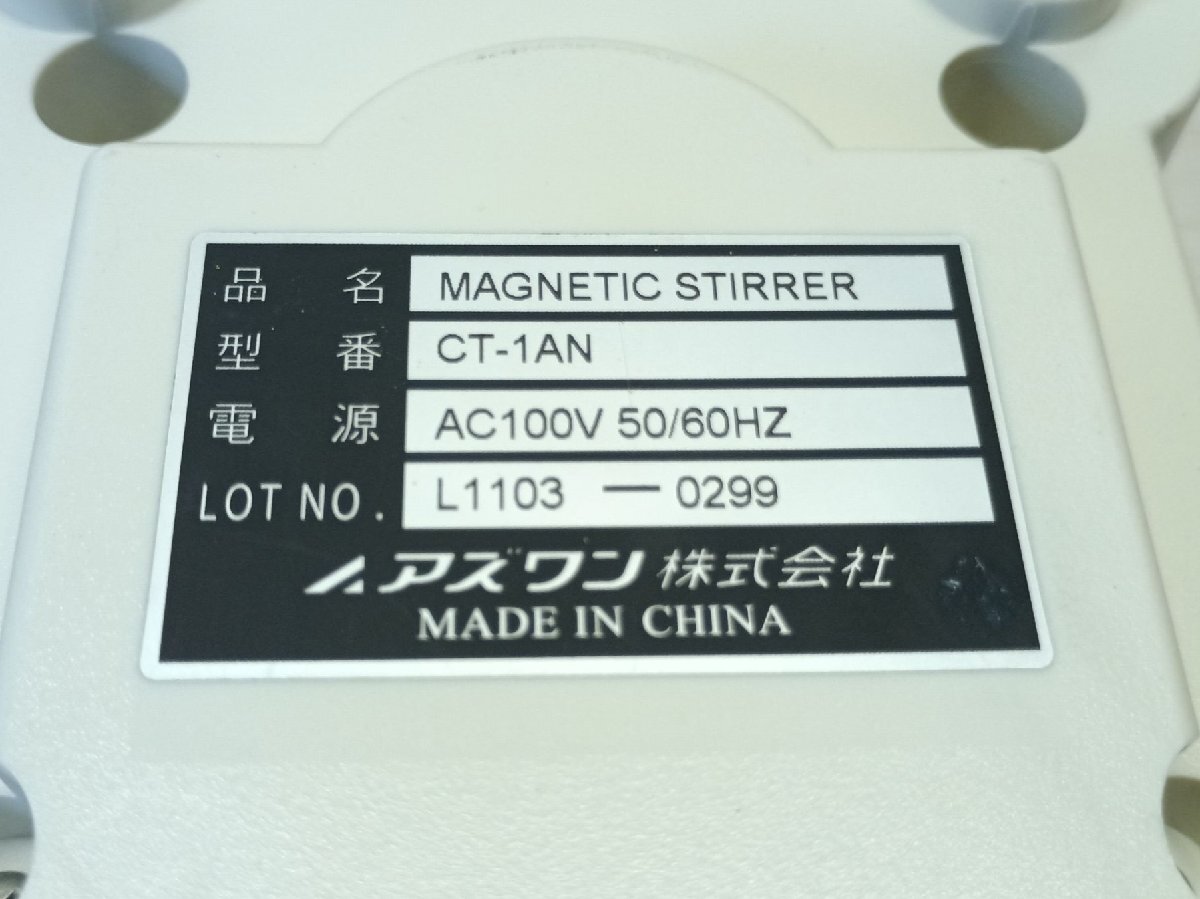 品名 MAGNETIC STIRRER
型番 CT-1AN
電源 AC100V 50/60HZ
LOT NO. L1103 — 0299
アズワン株式会社
MADE IN CHINA